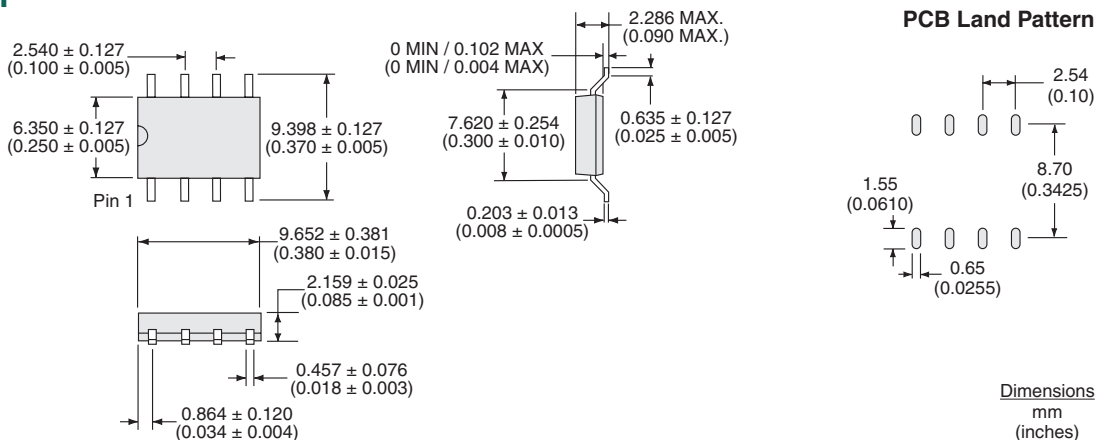 2.540 ± 0.127
(0.100 ± 0.005)
6.350 ± 0.127
(0.250 ± 0.005)
9.398 ± 0.127
(0.370 ± 0.005)
Pin 1
9.652 ± 0.381
(0.380 ± 0.015)
2.159 ± 0.025
(0.085 ± 0.001)
0.457 ± 0.076
(0.018 ± 0.003)
0.864 ± 0.120
(0.034 ± 0.004)
2.286 MAX.
(0.090 MAX.)
0 MIN / 0.102 MAX
(0 MIN / 0.004 MAX)
7.620 ± 0.254
(0.300 ± 0.010)
0.635 ± 0.127
(0.025 ± 0.005)
0.203 ± 0.013
(0.008 ± 0.0005)
PCB Land Pattern
2.54
(0.10)
8.70
(0.3425)
1.55
(0.0610)
0.65
(0.0255)
Dimensions
mm
(inches)